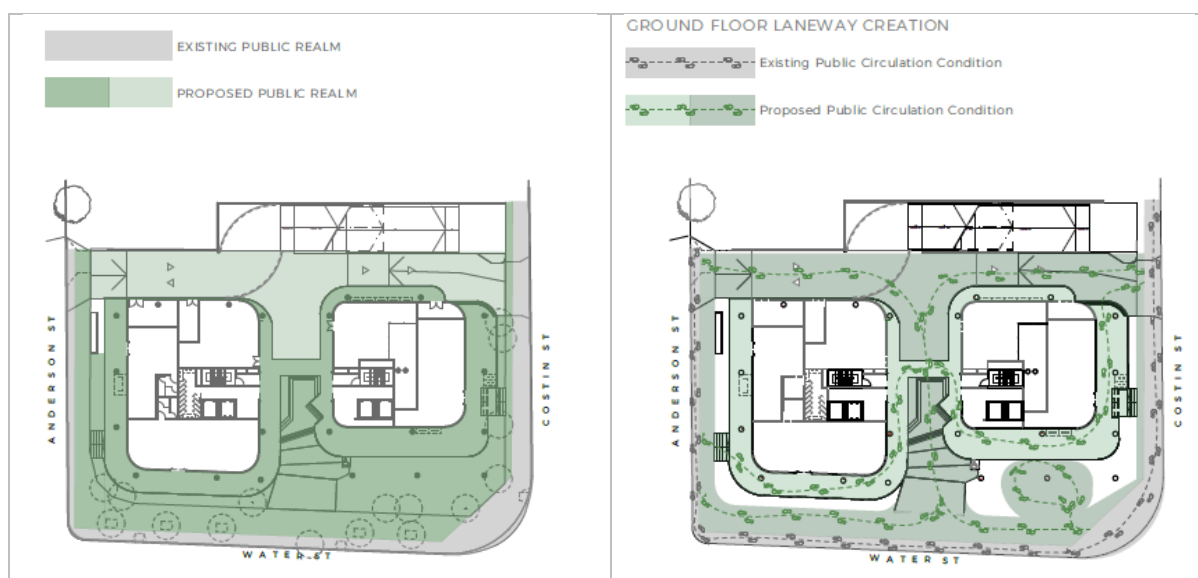 EXISTING PUBLIC REALM
PROPOSED PUBLIC REALM
ANDERSON ST
COSTIN ST
WATER ST
GROUND FLOOR LANEWAY CREATION
Existing Public Circulation Condition
Proposed Public Circulation Condition
ANDERSON ST
COSTIN ST
WATER ST